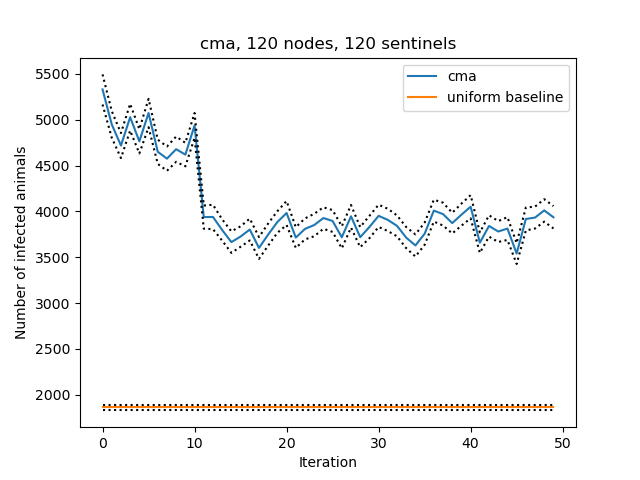 cma, 120 nodes, 120 sentinels
cma
uniform baseline
Number of infected animals
5500
5000
4500
4000
3500
3000
2500
2000
0 10 20 30 40 50
Iteration